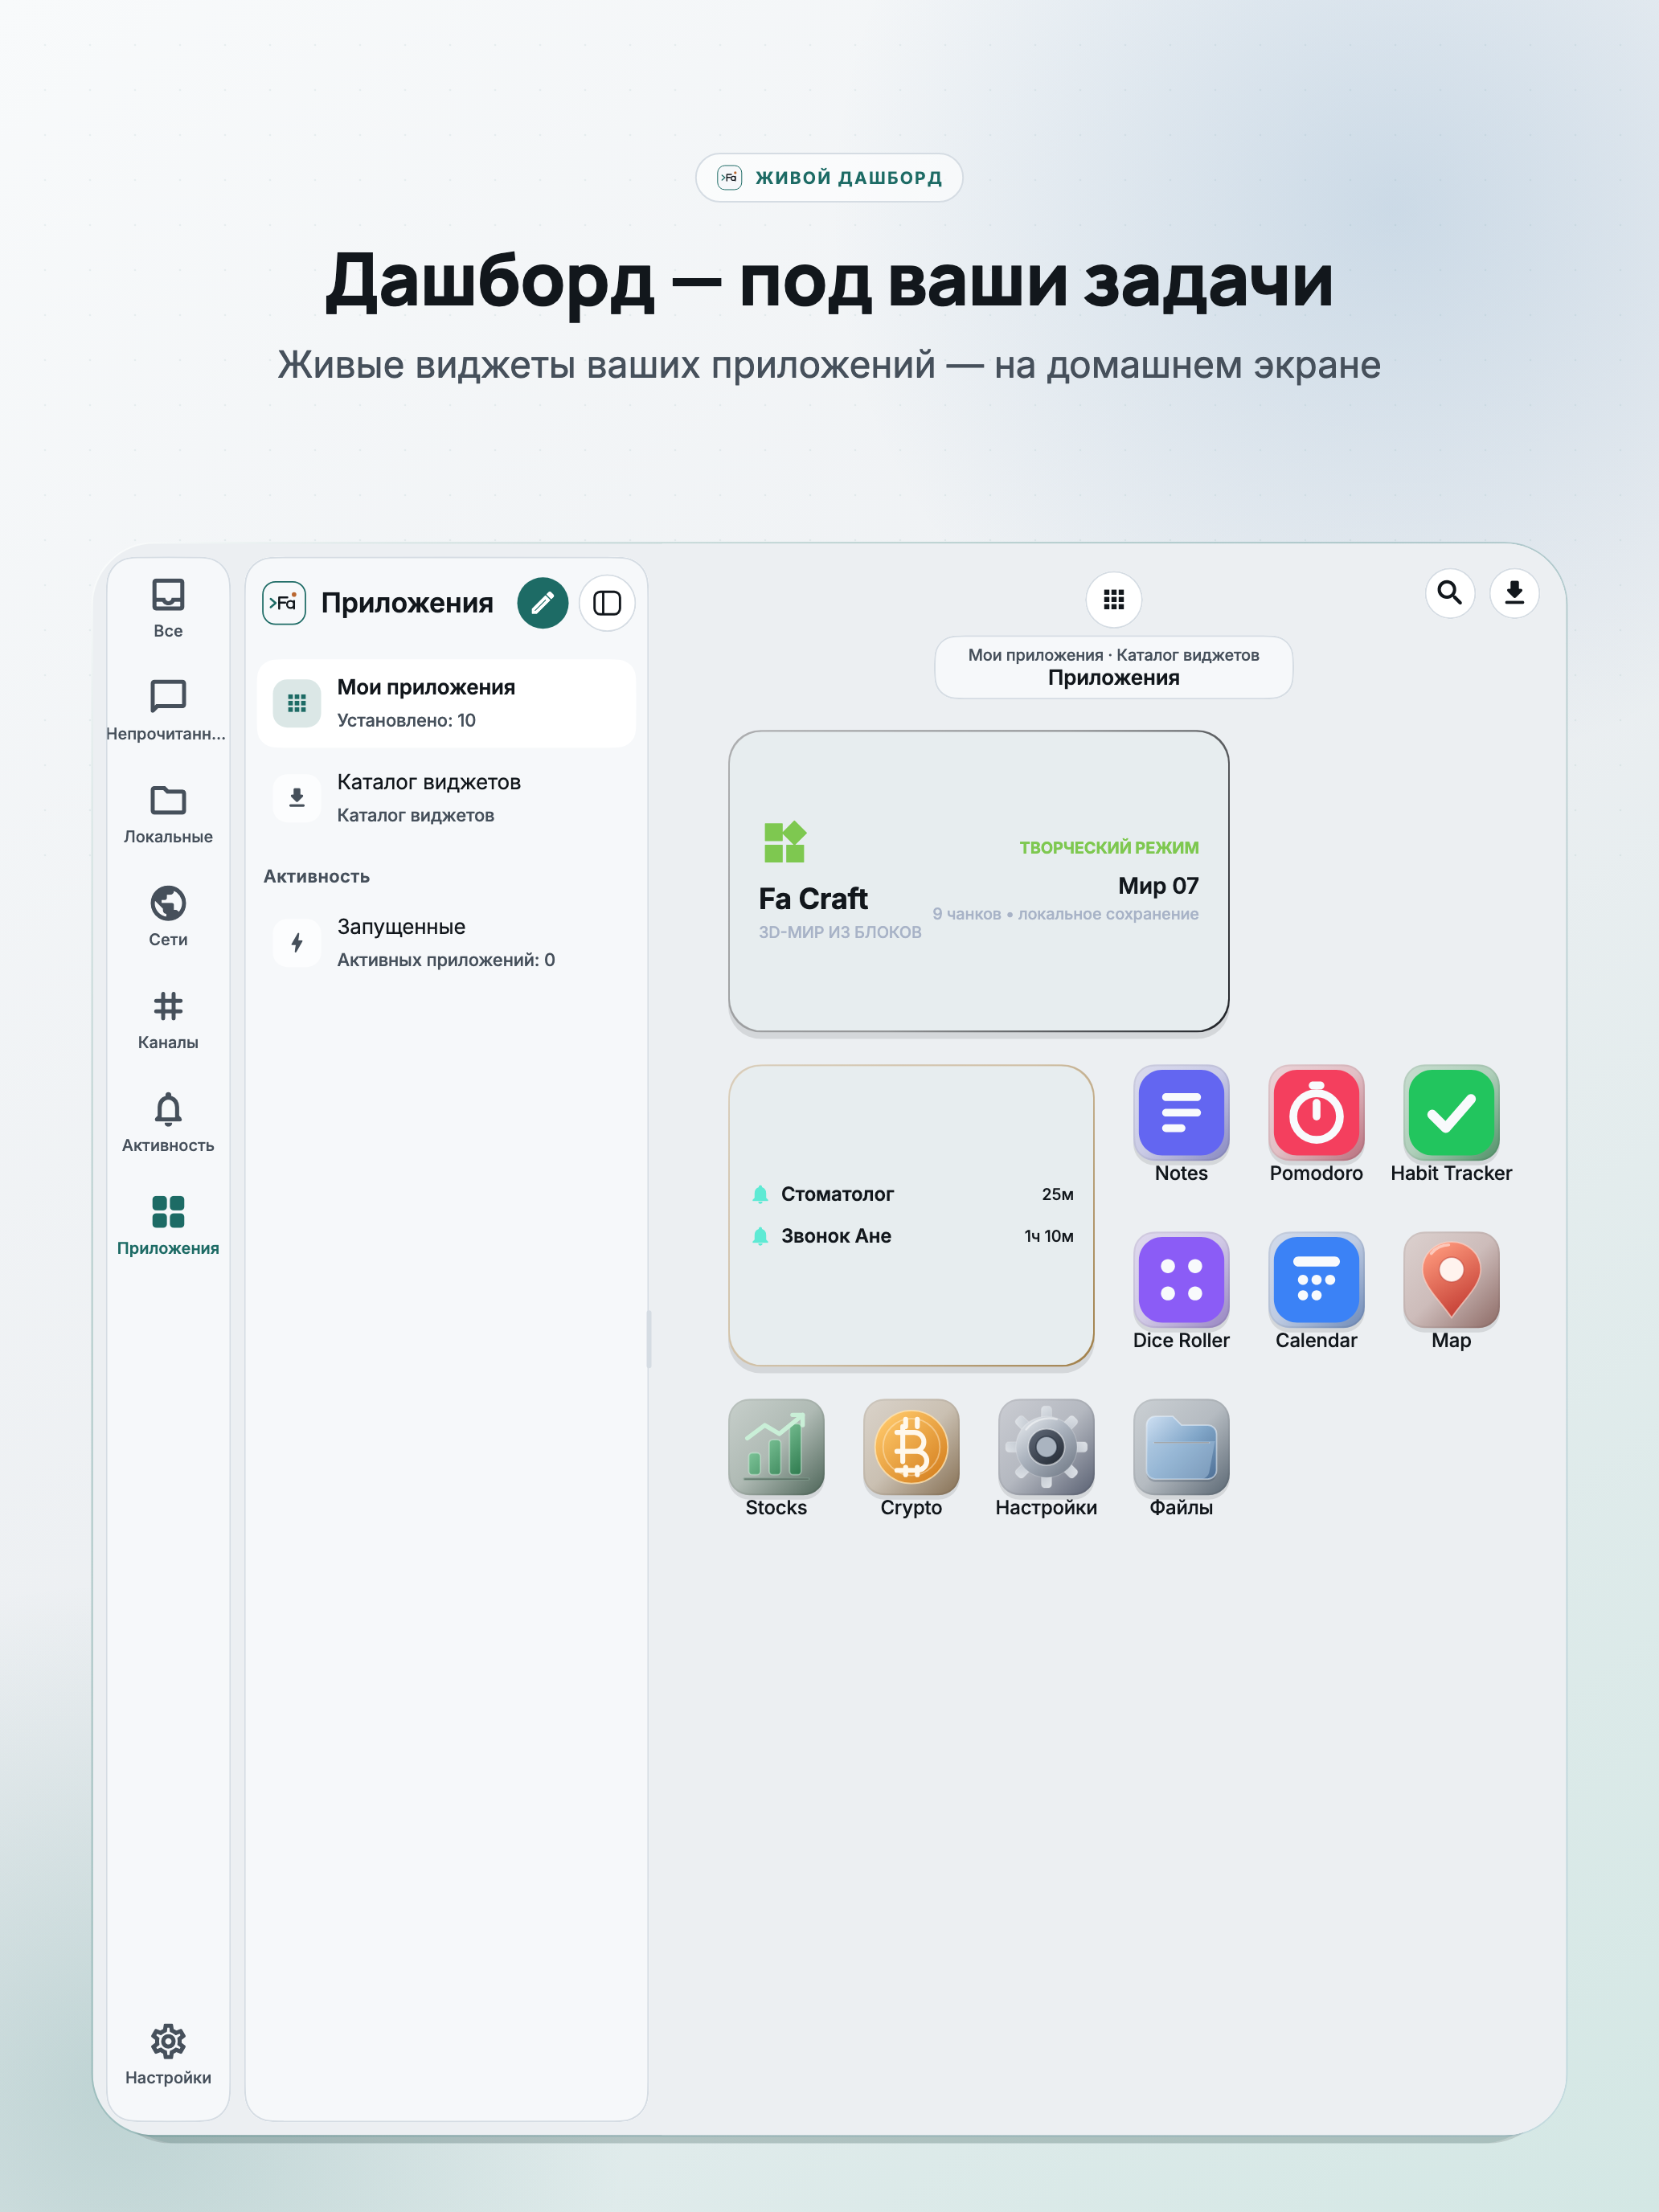 >Fa ЖИВОЙ ДАШБОРД
Дашборд — под ваши задачи
Живые виджеты ваших приложений — на домашнем экране
Все
Непрочитанн...
Локальные
Сети
Каналы
Активность
Приложения
Настройки
>Fa Приложения
Мои приложения
Установлено: 10
Каталог виджетов
Каталог виджетов
Активность
Запущенные
Активных приложений: 0
Мои приложения · Каталог виджетов
Приложения
Fa Craft
3D-МИР ИЗ БЛОКОВ
ТВОРЧЕСКИЙ РЕЖИМ
Мир 07
9 чанков • локальное сохранение
Стоматолог 25м
Звонок Ане 1ч 10м
Notes Pomodoro Habit Tracker
Dice Roller Calendar Map
Stocks Crypto Настройки Файлы